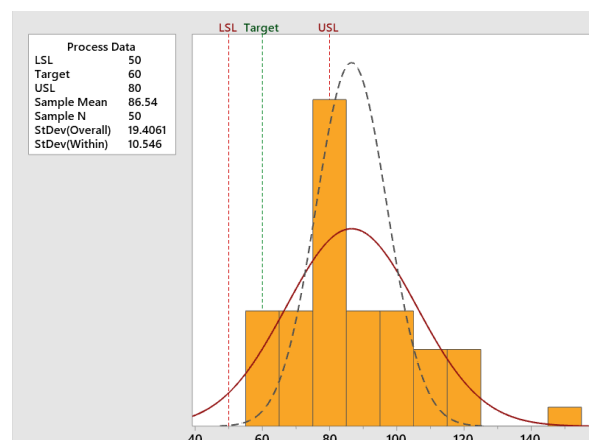 LSL Target USL
Process Data
LSL 50
Target 60
USL 80
Sample Mean 86.54
Sample N 50
StDev(Overall) 19.4061
StDev(Within) 10.546
40 60 80 100 120 140